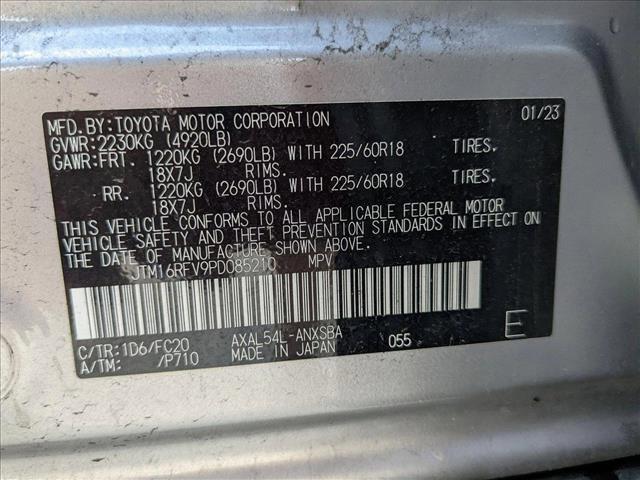 MFD.BY:TOYOTA MOTOR CORPORATION 01/23
GVWR:2230KG (4920LB)
GAWR:FRT. 1220KG (2690LB) WITH 225/60R18 TIRES.
18X7J RIMS.
RR. 1220KG (2690LB) WITH 225/60R18 TIRES.
18X7J RIMS.
THIS VEHICLE CONFORMS TO ALL APPLICABLE FEDERAL MOTOR
VEHICLE SAFETY AND THEFT PREVENTION STANDARDS IN EFFECT ON
THE DATE OF MANUFACTURE SHOWN ABOVE.
JTM16RFV9PD085210 MPV
C/TR:1D6/FC20 AXAL54L-ANXSBA 055 E
A/TM: /P710 MADE IN JAPAN